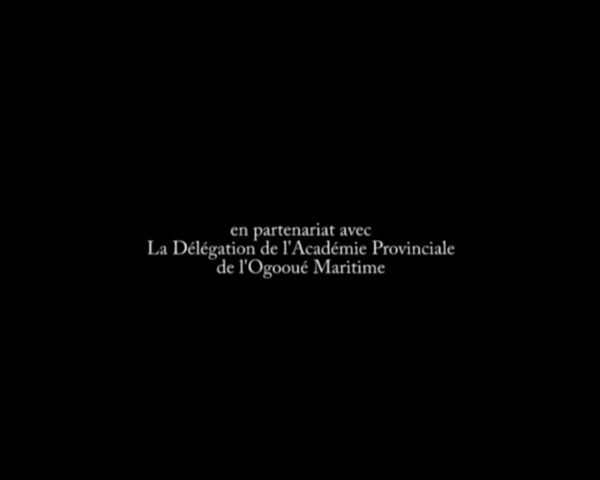 en partenariat avec
La Délégation de l'Académie Provinciale
de l'Ogooué Maritime